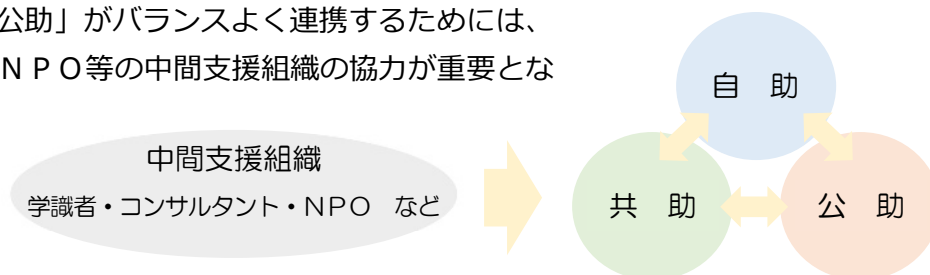 公助」がバランスよく連携するためには、
ＮＰＯ等の中間支援組織の協力が重要とな
自　助
中間支援組織
学識者・コンサルタント・ＮＰＯ　など
共　助
公　助